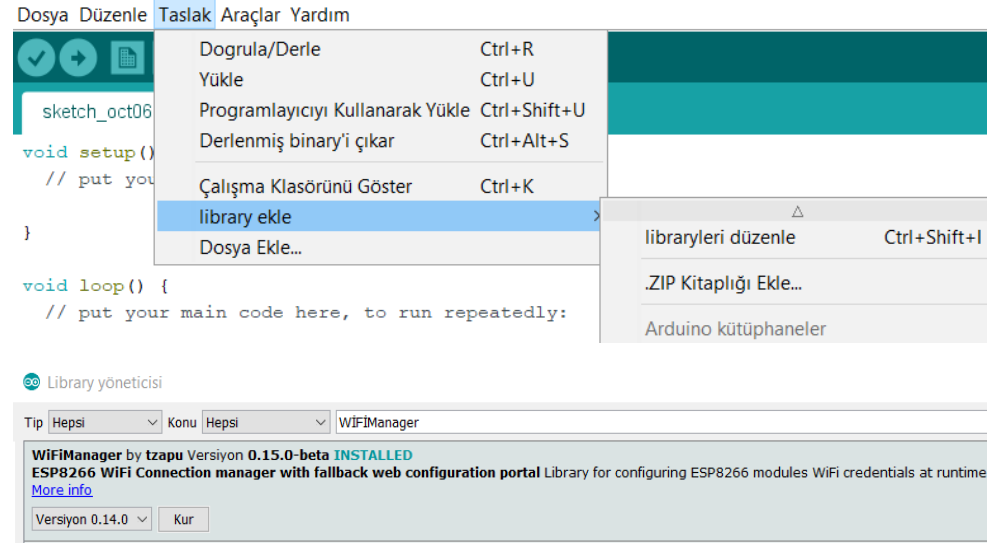 Dosya Düzenle Taslak Araçlar Yardım
Dogrula/Derle Ctrl+R
Yükle Ctrl+U
sketch_oct06
Programlayıcıyı Kullanarak Yükle Ctrl+Shift+U
Derlenmiş binary'i çıkar Ctrl+Alt+S
void setup()
// put you
Çalışma Klasörünü Göster Ctrl+K
library ekle
}
Dosya Ekle...
libraryleri düzenle Ctrl+Shift+I
.ZIP Kitaplığı Ekle...
Arduino kütüphaneler
void loop() {
// put your main code here, to run repeatedly:
Library yöneticisi
Tip Hepsi Konu Hepsi WİFİManager
WiFiManager by tzapu Versiyon 0.15.0-beta INSTALLED
ESP8266 WiFi Connection manager with fallback web configuration portal Library for configuring ESP8266 modules WiFi credentials at runtime
More info
Versiyon 0.14.0 Kur